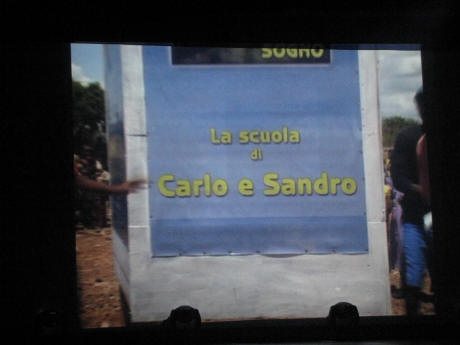 SOGNO
La scuola
di
Carlo e Sandro